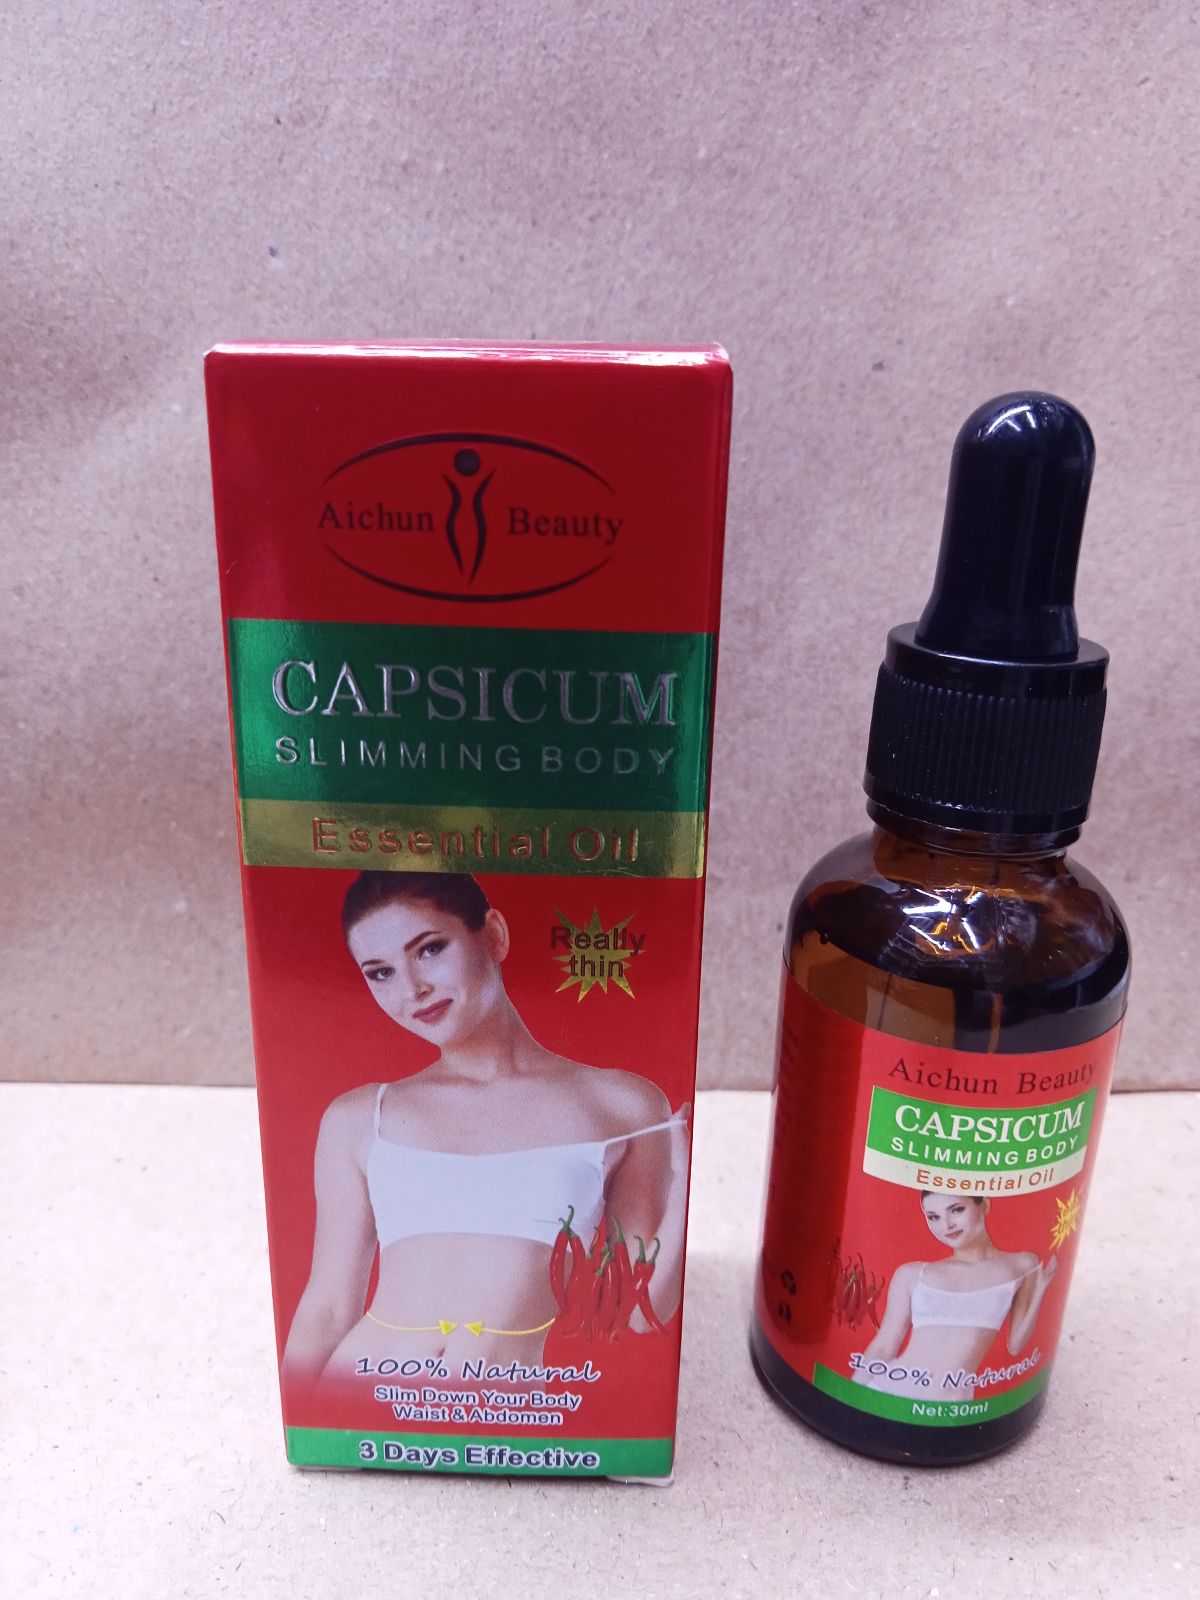 Aichun Beauty
CAPSICUM
SLIMMING BODY
Essential Oil
Really
thin
100% Natural
Slim Down Your Body
Waist & Abdomen
3 Days Effective
Aichun Beauty
CAPSICUM
SLIMMING BODY
Essential Oil
100% Natural
Net:30ml